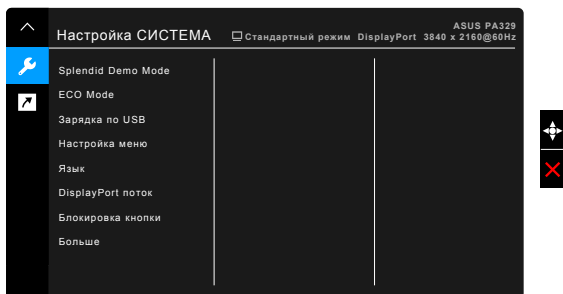 ASUS PA329
Настройка СИСТЕМА
Стандартный режим DisplayPort 3840 x 2160@60Hz
Splendid Demo Mode
ECO Mode
Зарядка по USB
Настройка меню
Язык
DisplayPort поток
Блокировка кнопки
Больше